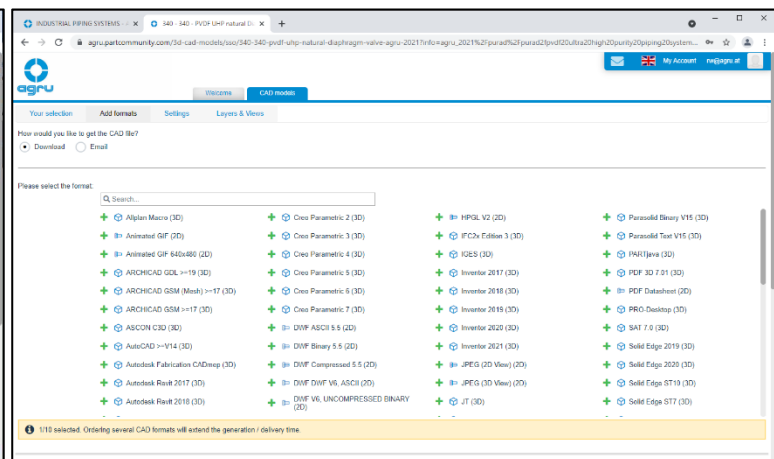 INDUSTRIAL PIPING SYSTEMS -
340 - 340 - PVDF UHP natural Di
agru.partcommunity.com/3d-cad-models/sso/340-340-pvdf-uhp-natural-diaphragm-valve-agru-2021?info=agru_2021%2Fpurad%2Fpurad2fpvdf20ultra20high20purity20piping20system...
agru
My Account rw@agru.at
Welcome CAD models
Your selection Add formats Settings Layers & Views
How would you like to get the CAD file?
Download Email
Please select the format:
Search...
Allplan Macro (3D) Creo Parametric 2 (3D) HPGL V2 (2D) Parasolid Binary V15 (3D)
Animated GIF (2D) Creo Parametric 3 (3D) IFC2x Edition 3 (3D) Parasolid Text V15 (3D)
Animated GIF 640x480 (2D) Creo Parametric 4 (3D) IGES (3D) PARTjava (3D)
ARCHICAD GDL >=19 (3D) Creo Parametric 5 (3D) Inventor 2017 (3D) PDF 3D 7.01 (3D)
ARCHICAD GSM (Mesh) >=17 (3D) Creo Parametric 6 (3D) Inventor 2018 (3D) PDF Datasheet (2D)
ARCHICAD GSM >=17 (3D) Creo Parametric 7 (3D) Inventor 2019 (3D) PRO-Desktop (3D)
ASCON C3D (3D) DWF ASCII 5.5 (2D) Inventor 2020 (3D) SAT 7.0 (3D)
AutoCAD >=V14 (3D) DWF Binary 5.5 (2D) Inventor 2021 (3D) Solid Edge 2019 (3D)
Autodesk Fabrication CADmep (3D) DWF Compressed 5.5 (2D) JPEG (2D View) (2D) Solid Edge 2020 (3D)
Autodesk Revit 2017 (3D) DWF DWF V6, ASCII (2D) JPEG (3D View) (2D) Solid Edge ST10 (3D)
Autodesk Revit 2018 (3D) DWF V6, UNCOMPRESSED BINARY (2D) JT (3D) Solid Edge ST7 (3D)
1/10 selected. Ordering several CAD formats will extend the generation / delivery time.